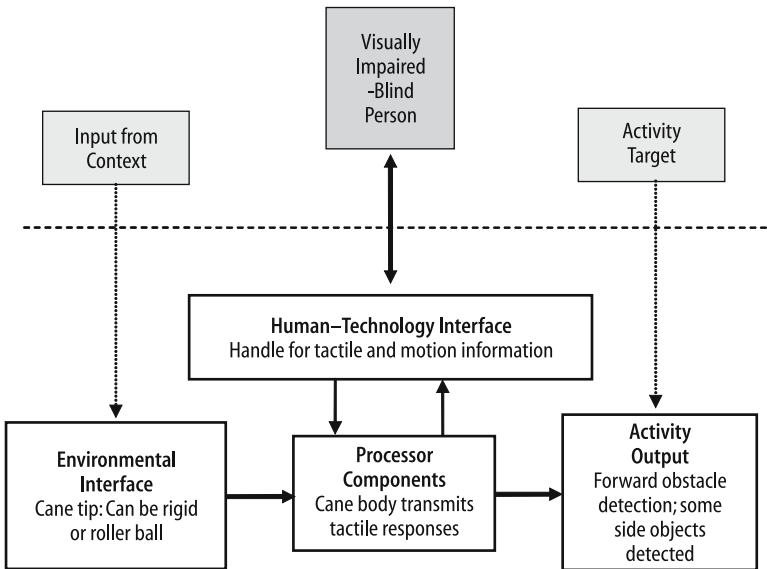 Visually
Impaired
-Blind
Person
Input from
Context
Activity
Target
Human–Technology Interface
Handle for tactile and motion information
Environmental
Interface
Cane tip: Can be rigid
or roller ball
Processor
Components
Cane body transmits
tactile responses
Activity
Output
Forward obstacle
detection; some
side objects
detected